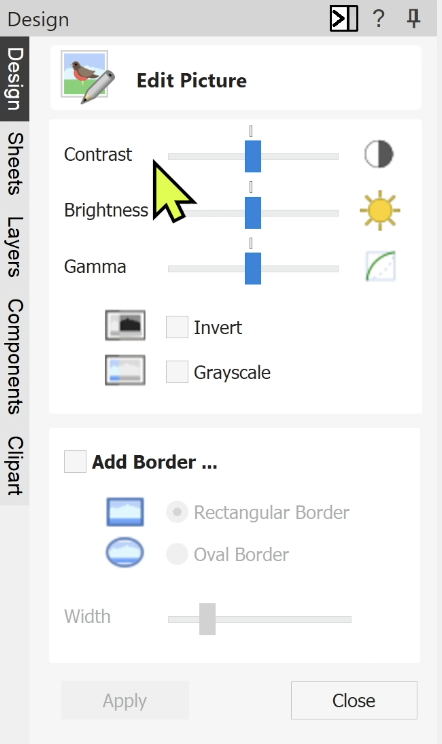 Design
?
Design
Sheets
Layers
Components
Clipart
Edit Picture
Contrast
Brightness
Gamma
Invert
Grayscale
Add Border ...
Rectangular Border
Oval Border
Width
Apply Close